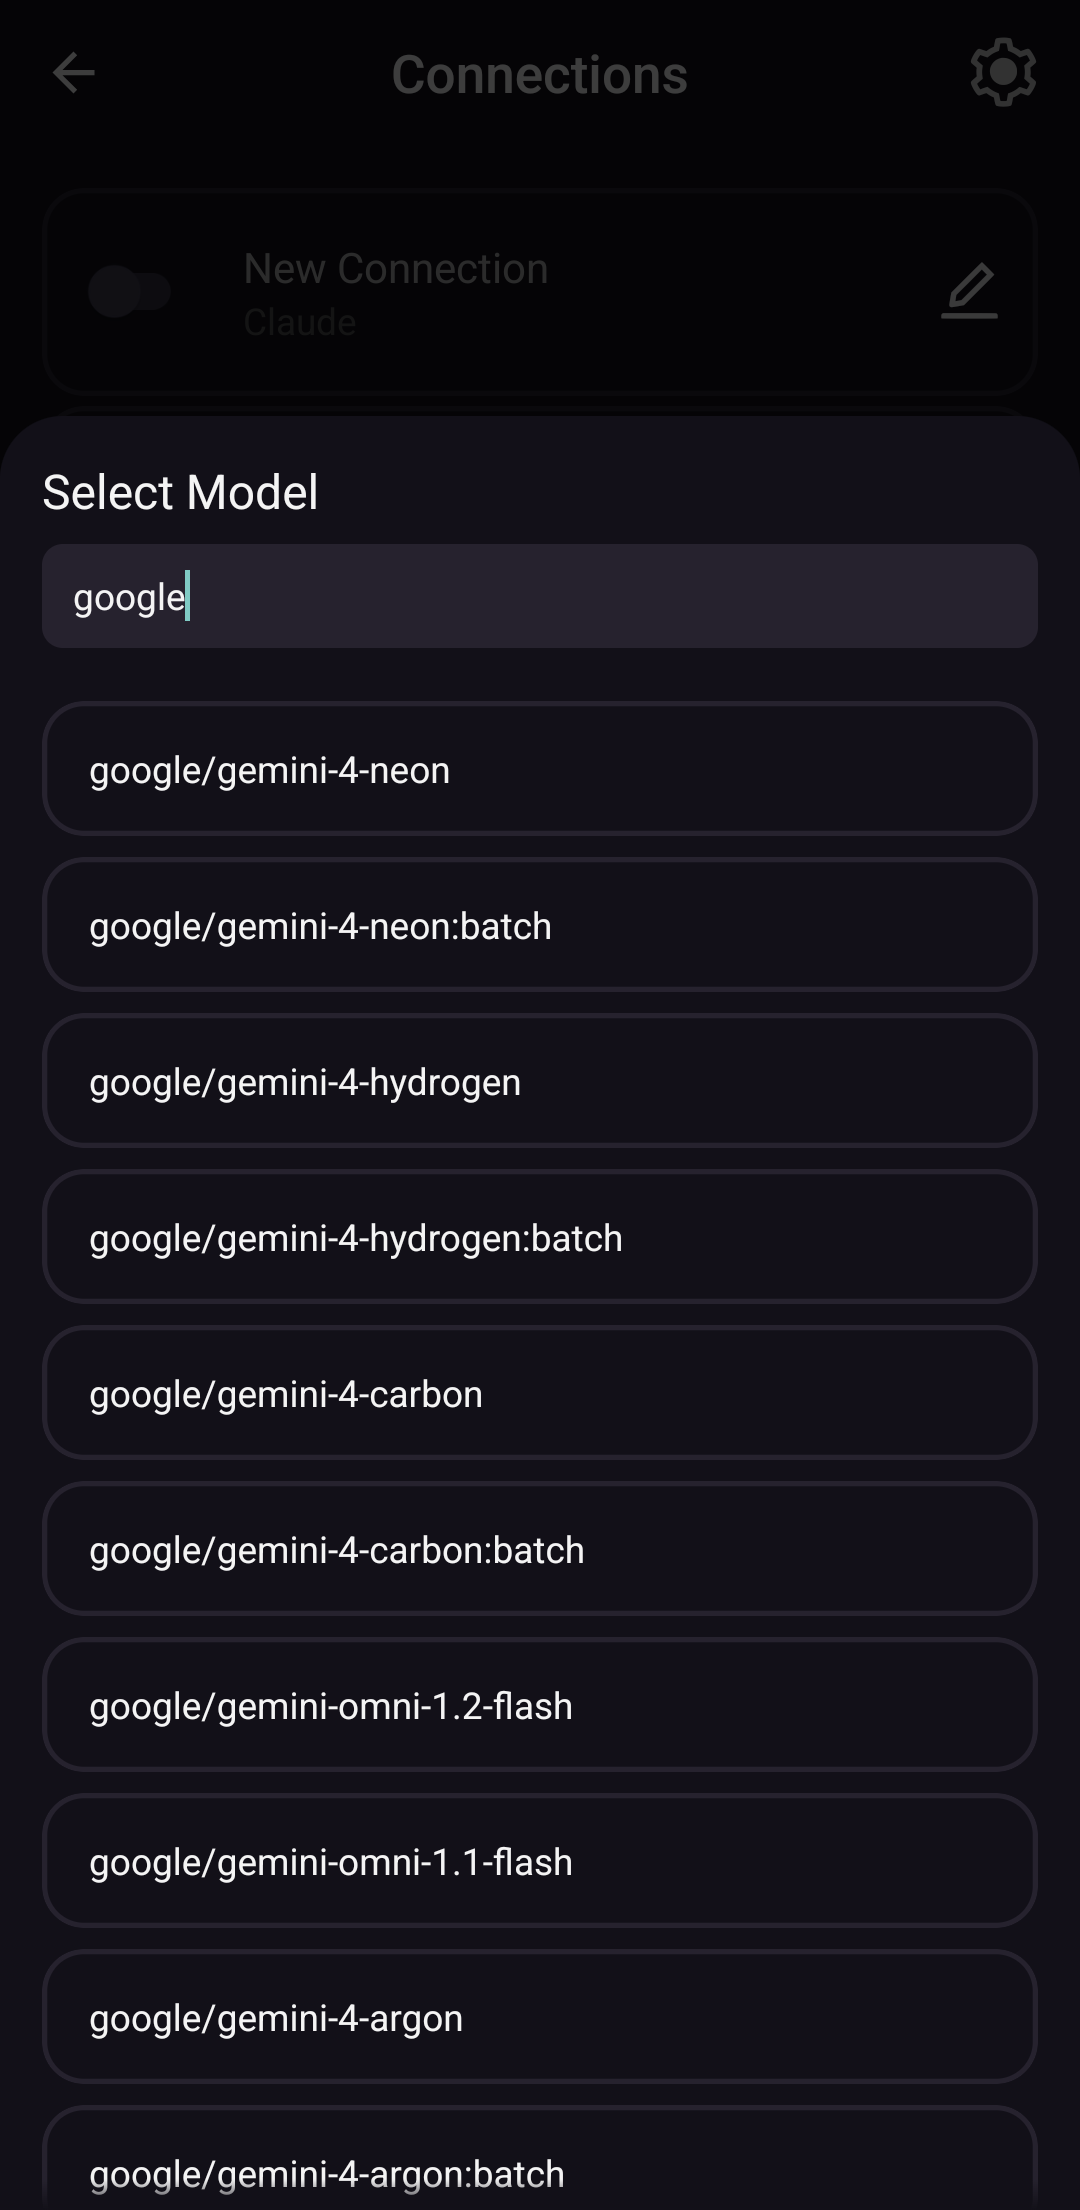 Connections
New Connection
Claude
Select Model
google
google/gemini-4-neon
google/gemini-4-neon:batch
google/gemini-4-hydrogen
google/gemini-4-hydrogen:batch
google/gemini-4-carbon
google/gemini-4-carbon:batch
google/gemini-omni-1.2-flash
google/gemini-omni-1.1-flash
google/gemini-4-argon
google/gemini-4-argon:batch